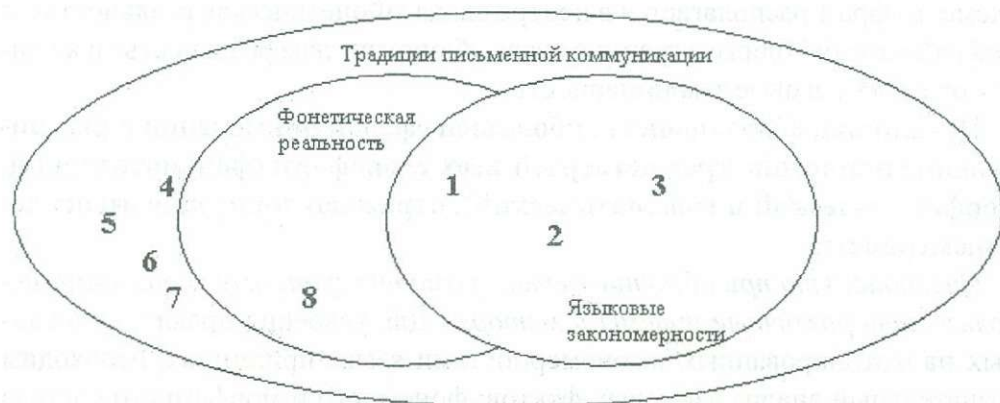 Традиции письменной коммуникации
Фонетическая
реальность
1
3
4
5
2
6
7
8
Языковые
закономерности